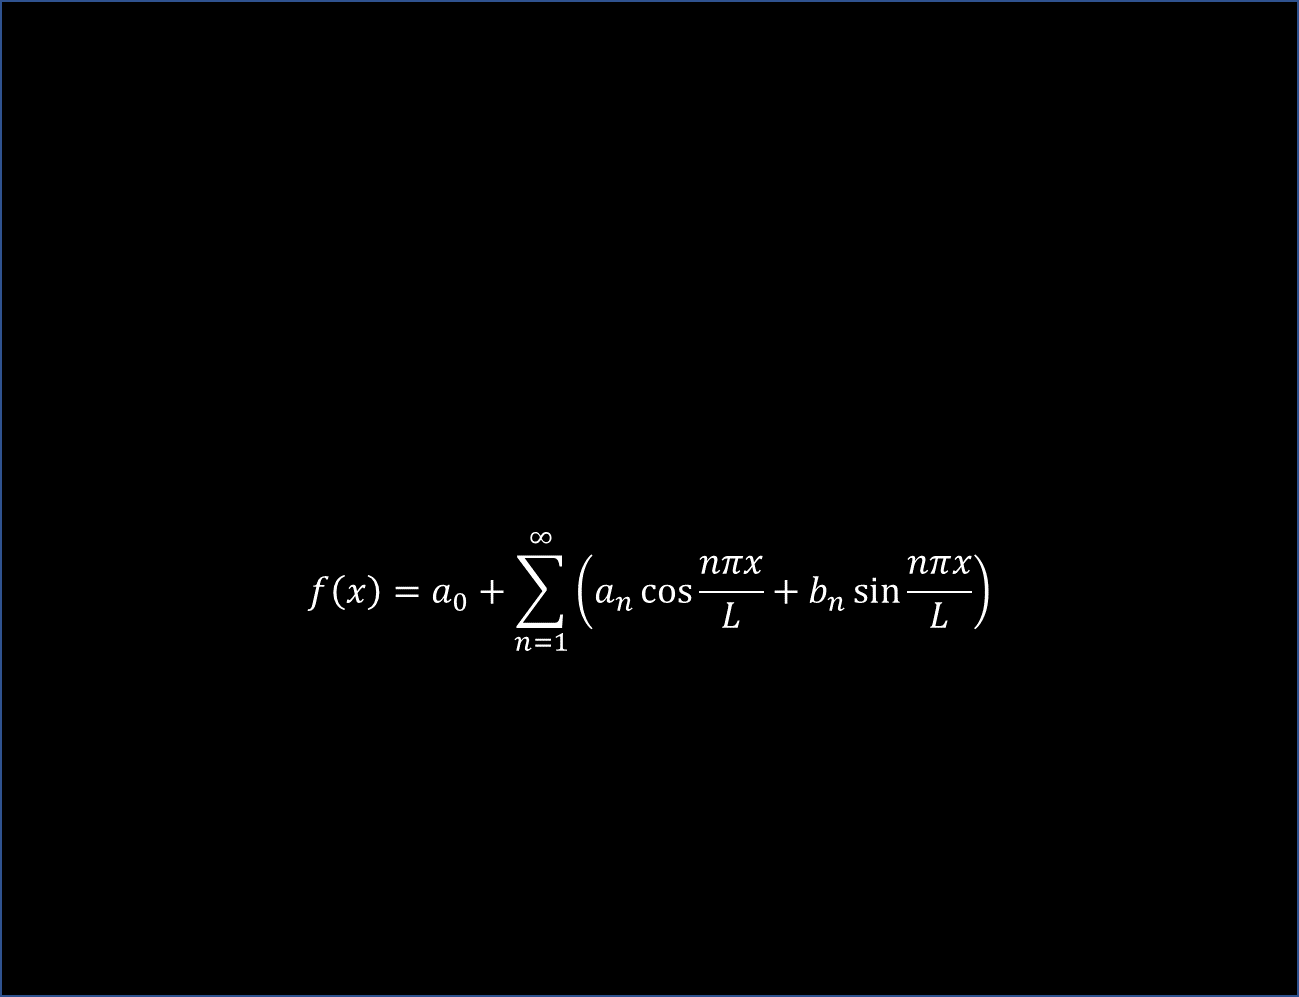 f(x) = a₀ + ∑_{n=1}^{∞} (aₙ cos nπx/L + bₙ sin nπx/L)